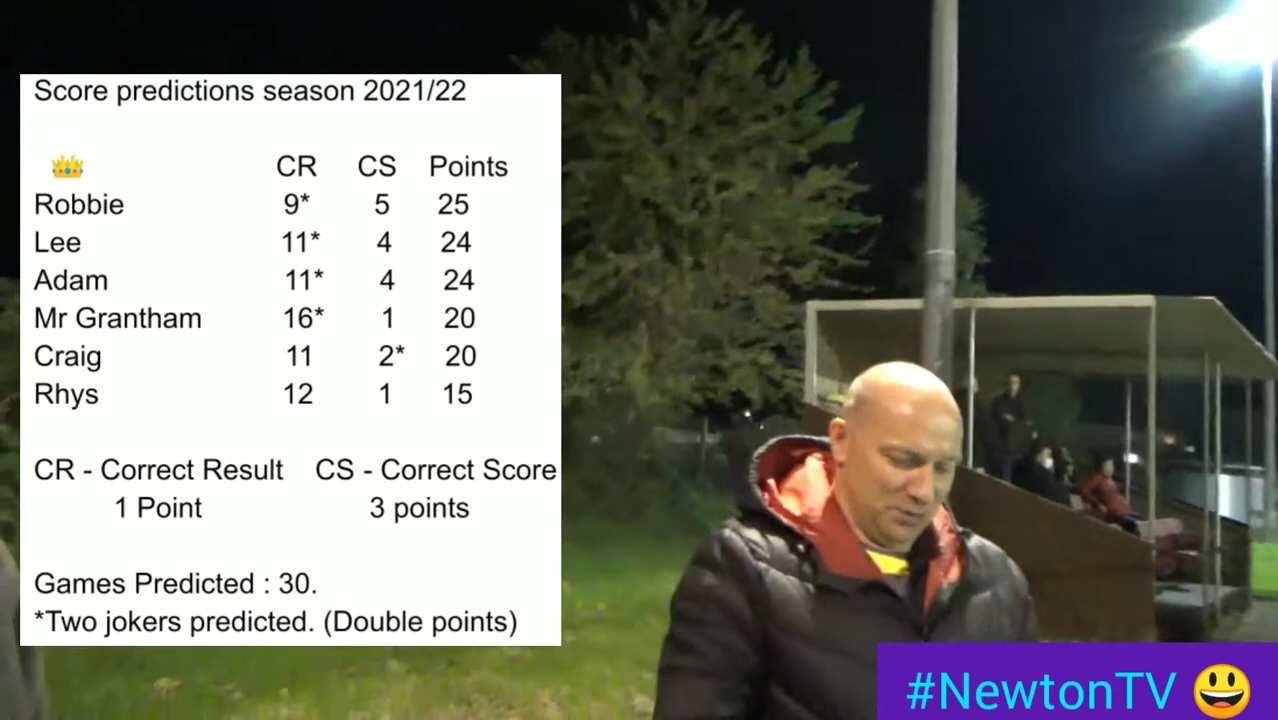 Score predictions season 2021/22
CR CS Points
Robbie 9* 5 25
Lee 11* 4 24
Adam 11* 4 24
Mr Grantham 16* 1 20
Craig 11 2* 20
Rhys 12 1 15
CR - Correct Result CS - Correct Score
1 Point 3 points
Games Predicted : 30.
*Two jokers predicted. (Double points)
#NewtonTV